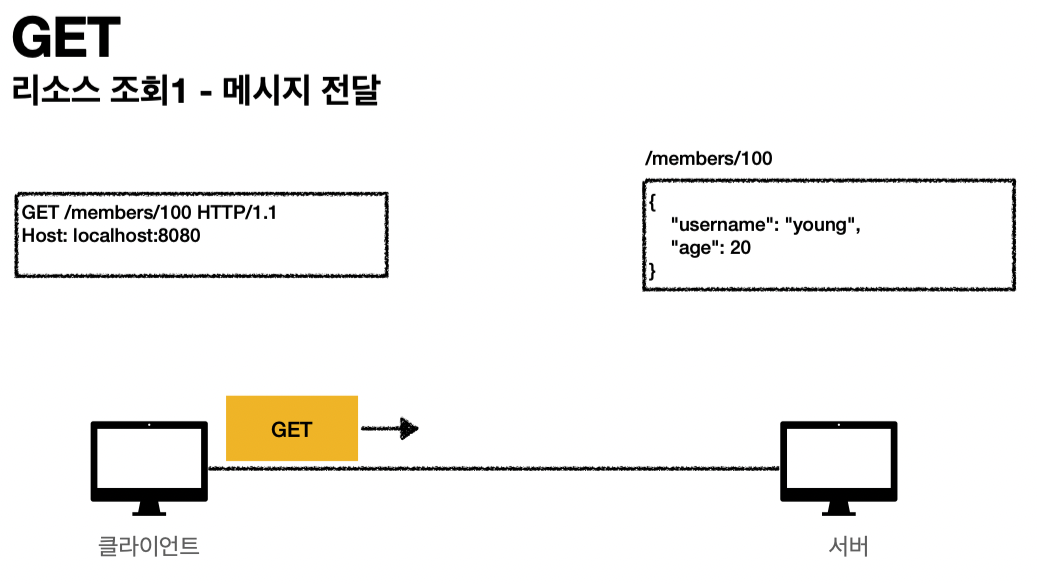 GET
리소스 조회1 - 메시지 전달
/members/100
GET /members/100 HTTP/1.1
Host: localhost:8080
{
"username": "young",
"age": 20
}
GET
클라이언트
서버